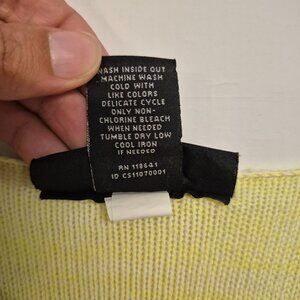 WASH INSIDE OUT
MACHINE WASH
COLD WITH
LIKE COLORS
DELICATE CYCLE
ONLY NON-
CHLORINE BLEACH
WHEN NEEDED
TUMBLE DRY LOW
COOL IRON
IF NEEDED
RN 118641
ID CS11070001